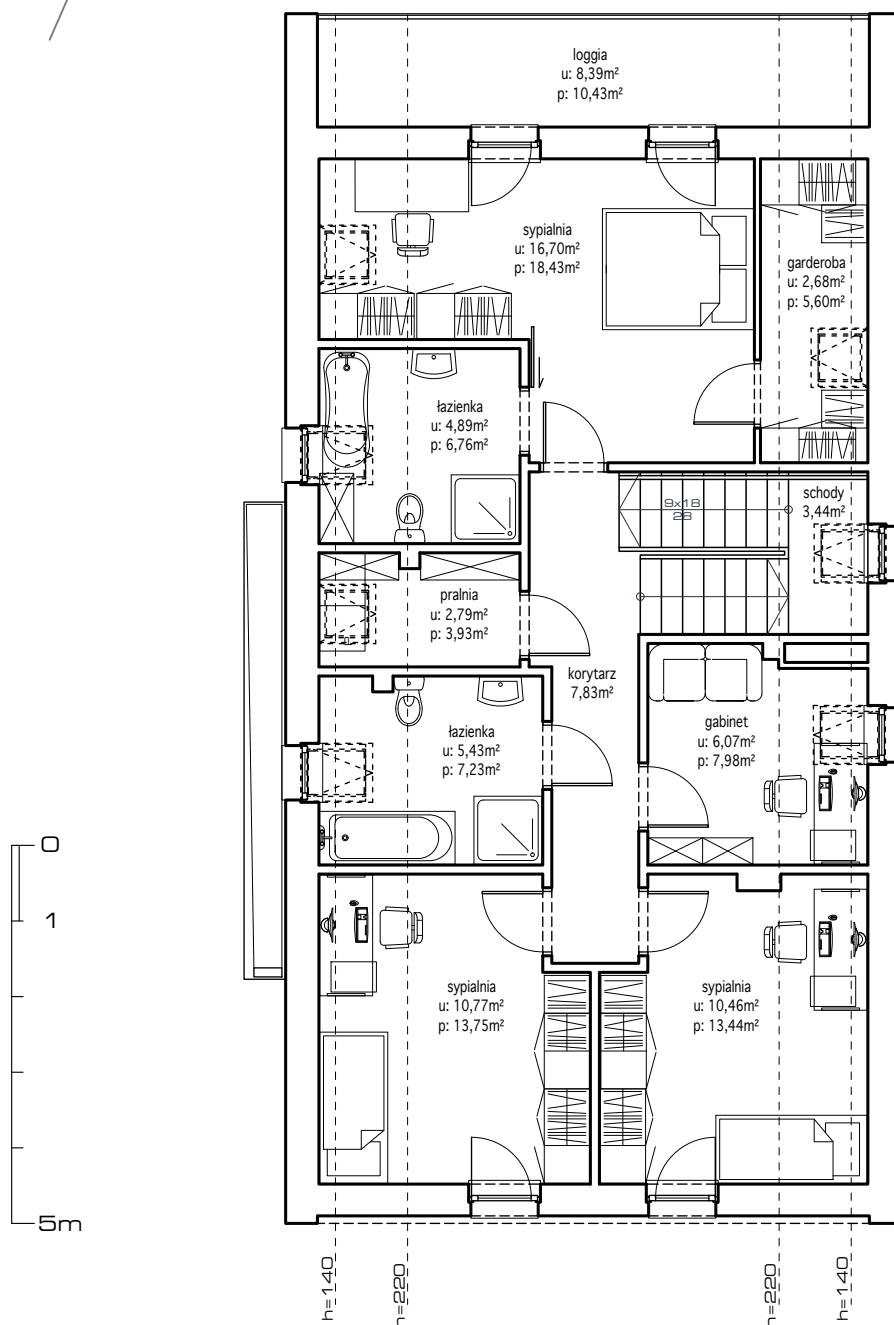 loggia
u: 8,39m²
p: 10,43m²
sypialnia
u: 16,70m²
p: 18,43m²
garderoba
u: 2,68m²
p: 5,60m²
łazienka
u: 4,89m²
p: 6,76m²
9x18
28
schody
3,44m²
pralnia
u: 2,79m²
p: 3,93m²
korytarz
7,83m²
łazienka
u: 5,43m²
p: 7,23m²
gabinet
u: 6,07m²
p: 7,98m²
0
1
5m
sypialnia
u: 10,77m²
p: 13,75m²
sypialnia
u: 10,46m²
p: 13,44m²
h=140
h=220
h=220
h=140